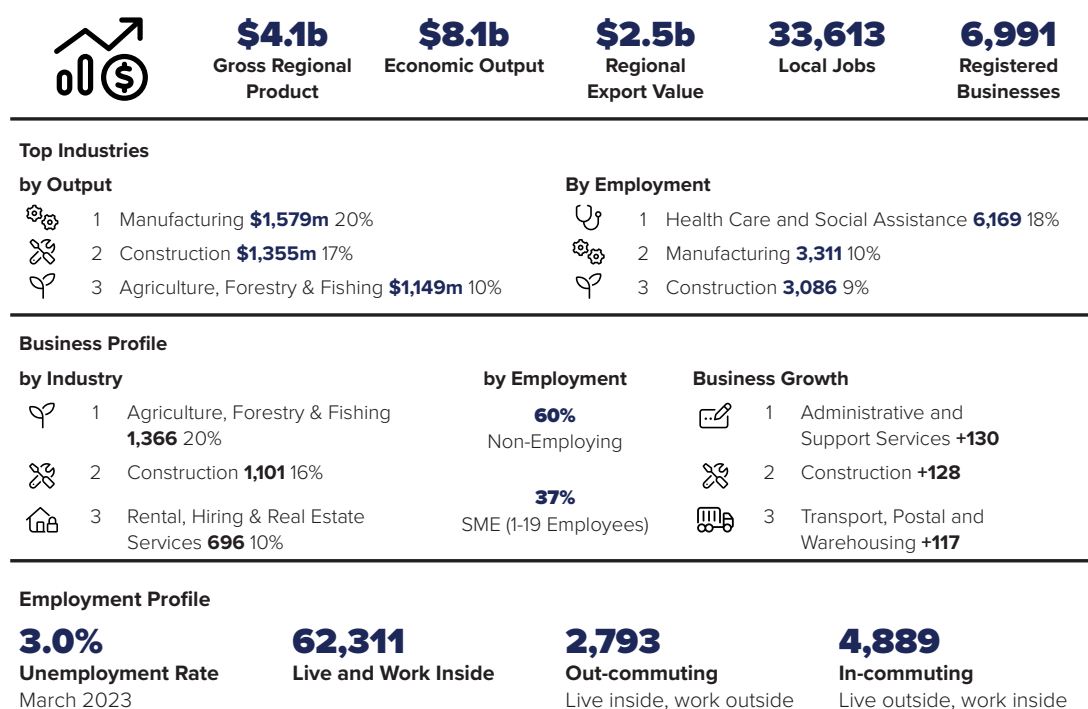 $4.1b
Gross Regional
Product
$8.1b
Economic Output
$2.5b
Regional
Export Value
33,613
Local Jobs
6,991
Registered
Businesses
Top Industries
by Output
1 Manufacturing $1,579m 20%
2 Construction $1,355m 17%
3 Agriculture, Forestry & Fishing $1,149m 10%
By Employment
1 Health Care and Social Assistance 6,169 18%
2 Manufacturing 3,311 10%
3 Construction 3,086 9%
Business Profile
by Industry
1 Agriculture, Forestry & Fishing
1,366 20%
2 Construction 1,101 16%
3 Rental, Hiring & Real Estate
Services 696 10%
by Employment
60%
Non-Employing
37%
SME (1-19 Employees)
Business Growth
1 Administrative and
Support Services +130
2 Construction +128
3 Transport, Postal and
Warehousing +117
Employment Profile
3.0%
Unemployment Rate
March 2023
62,311
Live and Work Inside
2,793
Out-commuting
Live inside, work outside
4,889
In-commuting
Live outside, work inside